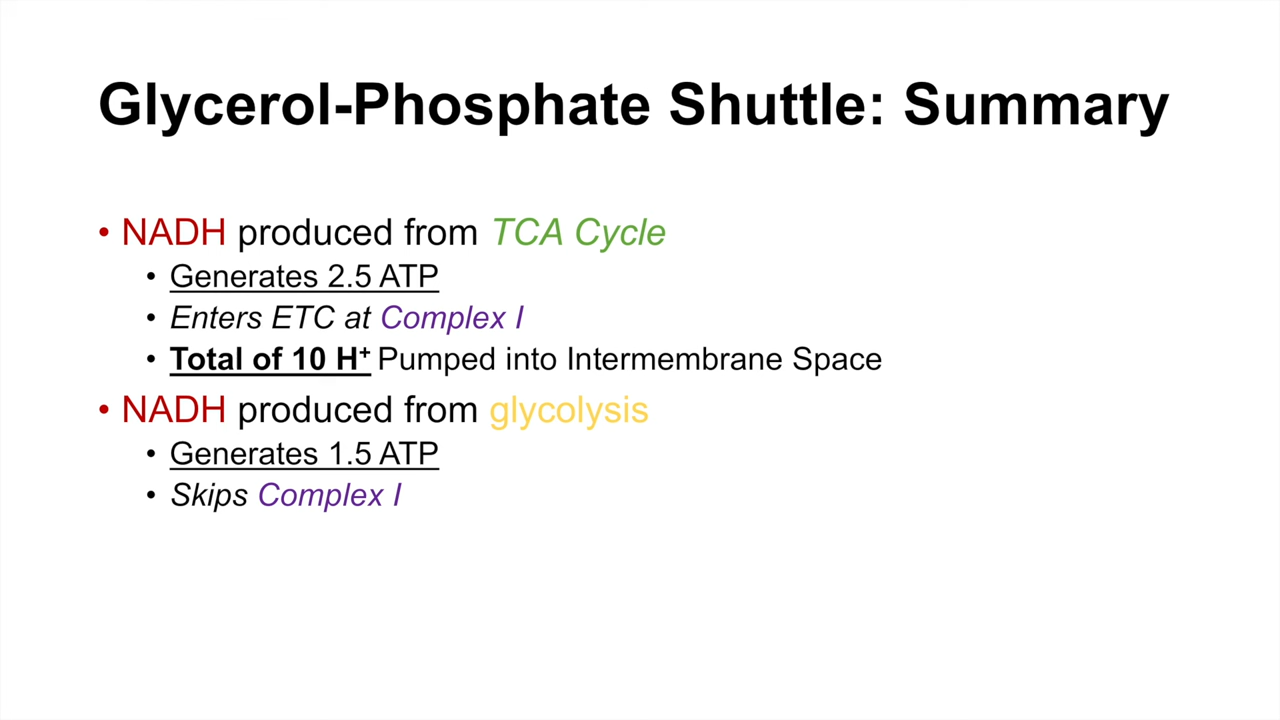 Glycerol-Phosphate Shuttle: Summary
• NADH produced from TCA Cycle
• Generates 2.5 ATP
• Enters ETC at Complex I
• Total of 10 H⁺ Pumped into Intermembrane Space
• NADH produced from glycolysis
• Generates 1.5 ATP
• Skips Complex I